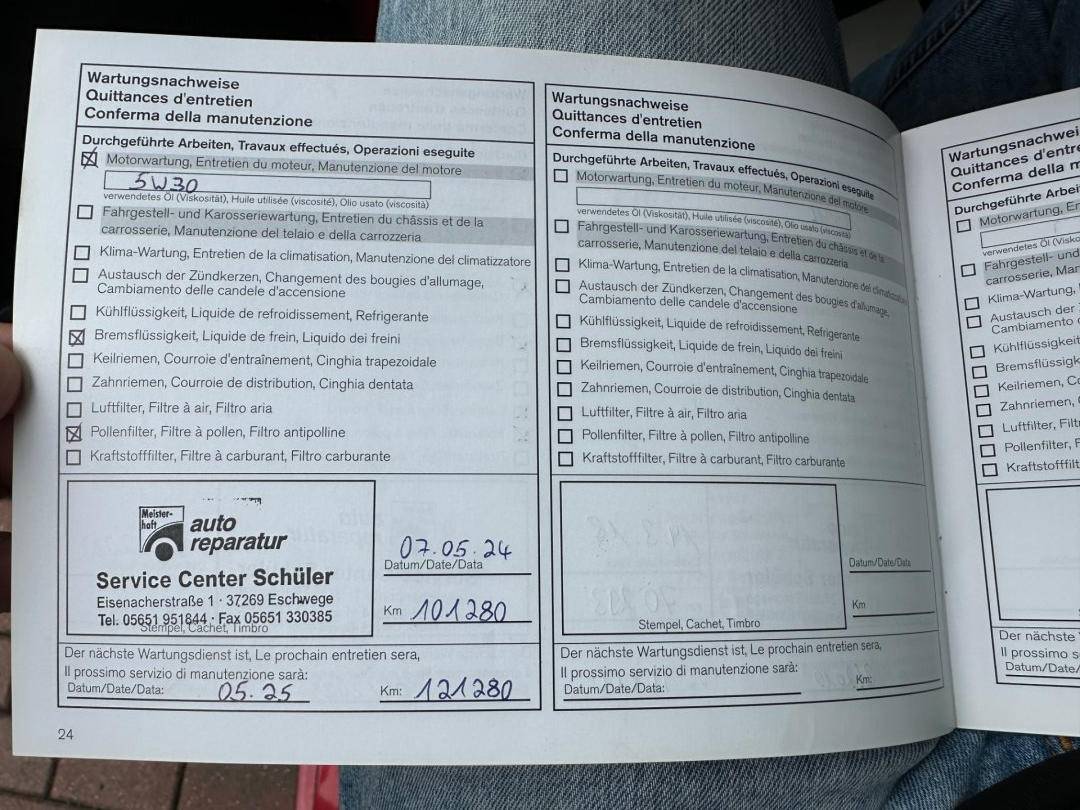 Wartungsnachweise
Quittances d'entretien
Conferma della manutenzione
Durchgeführte Arbeiten, Travaux effectués, Operazioni eseguite
Motorwartung, Entretien du moteur, Manutenzione del motore
5W30
verwendetes Öl (Viskosität), Huile utilisée (viscosité), Olio usato (viscosità)
Fahrgestell- und Karosseriewartung, Entretien du châssis et de la
carrosserie, Manutenzione del telaio e della carrozzeria
Klima-Wartung, Entretien de la climatisation, Manutenzione del climatizzatore
Austausch der Zündkerzen, Changement des bougies d'allumage,
Cambiamento delle candele d'accensione
Kühlflüssigkeit, Liquide de refroidissement, Refrigerante
Bremsflüssigkeit, Liquide de frein, Liquido dei freini
Keilriemen, Courroie d'entraînement, Cinghia trapezoidale
Zahnriemen, Courroie de distribution, Cinghia dentata
Luftfilter, Filtre à air, Filtro aria
Pollenfilter, Filtre à pollen, Filtro antipolline
Kraftstofffilter, Filtre à carburant, Filtro carburante
Meister-
haft
auto
reparatur
Service Center Schüler
Eisenacherstraße 1 · 37269 Eschwege
Tel. 05651 951844 · Fax 05651 330385
Stempel, Cachet, Timbro
07.05.24
Datum/Date/Data
Km 101280
Der nächste Wartungsdienst ist, Le prochain entretien sera,
Il prossimo servizio di manutenzione sarà:
Datum/Date/Data: 05.25 Km: 121280
24
Wartungsnachweise
Quittances d'entretien
Conferma della manutenzione
Durchgeführte Arbeiten, Travaux effectués, Operazioni eseguite
Motorwartung, Entretien du moteur, Manutenzione del motore
verwendetes Öl (Viskosität), Huile utilisée (viscosité), Olio usato (viscosità)
Fahrgestell- und Karosseriewartung, Entretien du châssis et de la
carrosserie, Manutenzione del telaio e della carrozzeria
Klima-Wartung, Entretien de la climatisation, Manutenzione del climatizzatore
Austausch der Zündkerzen, Changement des bougies d'allumage,
Cambiamento delle candele d'accensione
Kühlflüssigkeit, Liquide de refroidissement, Refrigerante
Bremsflüssigkeit, Liquide de frein, Liquido dei freini
Keilriemen, Courroie d'entraînement, Cinghia trapezoidale
Zahnriemen, Courroie de distribution, Cinghia dentata
Luftfilter, Filtre à air, Filtro aria
Pollenfilter, Filtre à pollen, Filtro antipolline
Kraftstofffilter, Filtre à carburant, Filtro carburante
Stempel, Cachet, Timbro
Datum/Date/Data
Km
Der nächste Wartungsdienst ist, Le prochain entretien sera,
Il prossimo servizio di manutenzione sarà:
Datum/Date/Data: Km:
Wartungsnachwei
Quittances d'entre
Conferma della m
Durchgeführte Arbei
Motorwartung, En
verwendetes Öl (Visko
Fahrgestell- und
carrosserie, Man
Klima-Wartung,
Austausch der
Cambiamento
Kühlflüssigkeit
Bremsflüssigk
Keilriemen, Co
Zahnriemen,
Luftfilter, Filt
Pollenfilter,
Kraftstofffilt
Der nächste
Il prossimo s
Datum/Date/